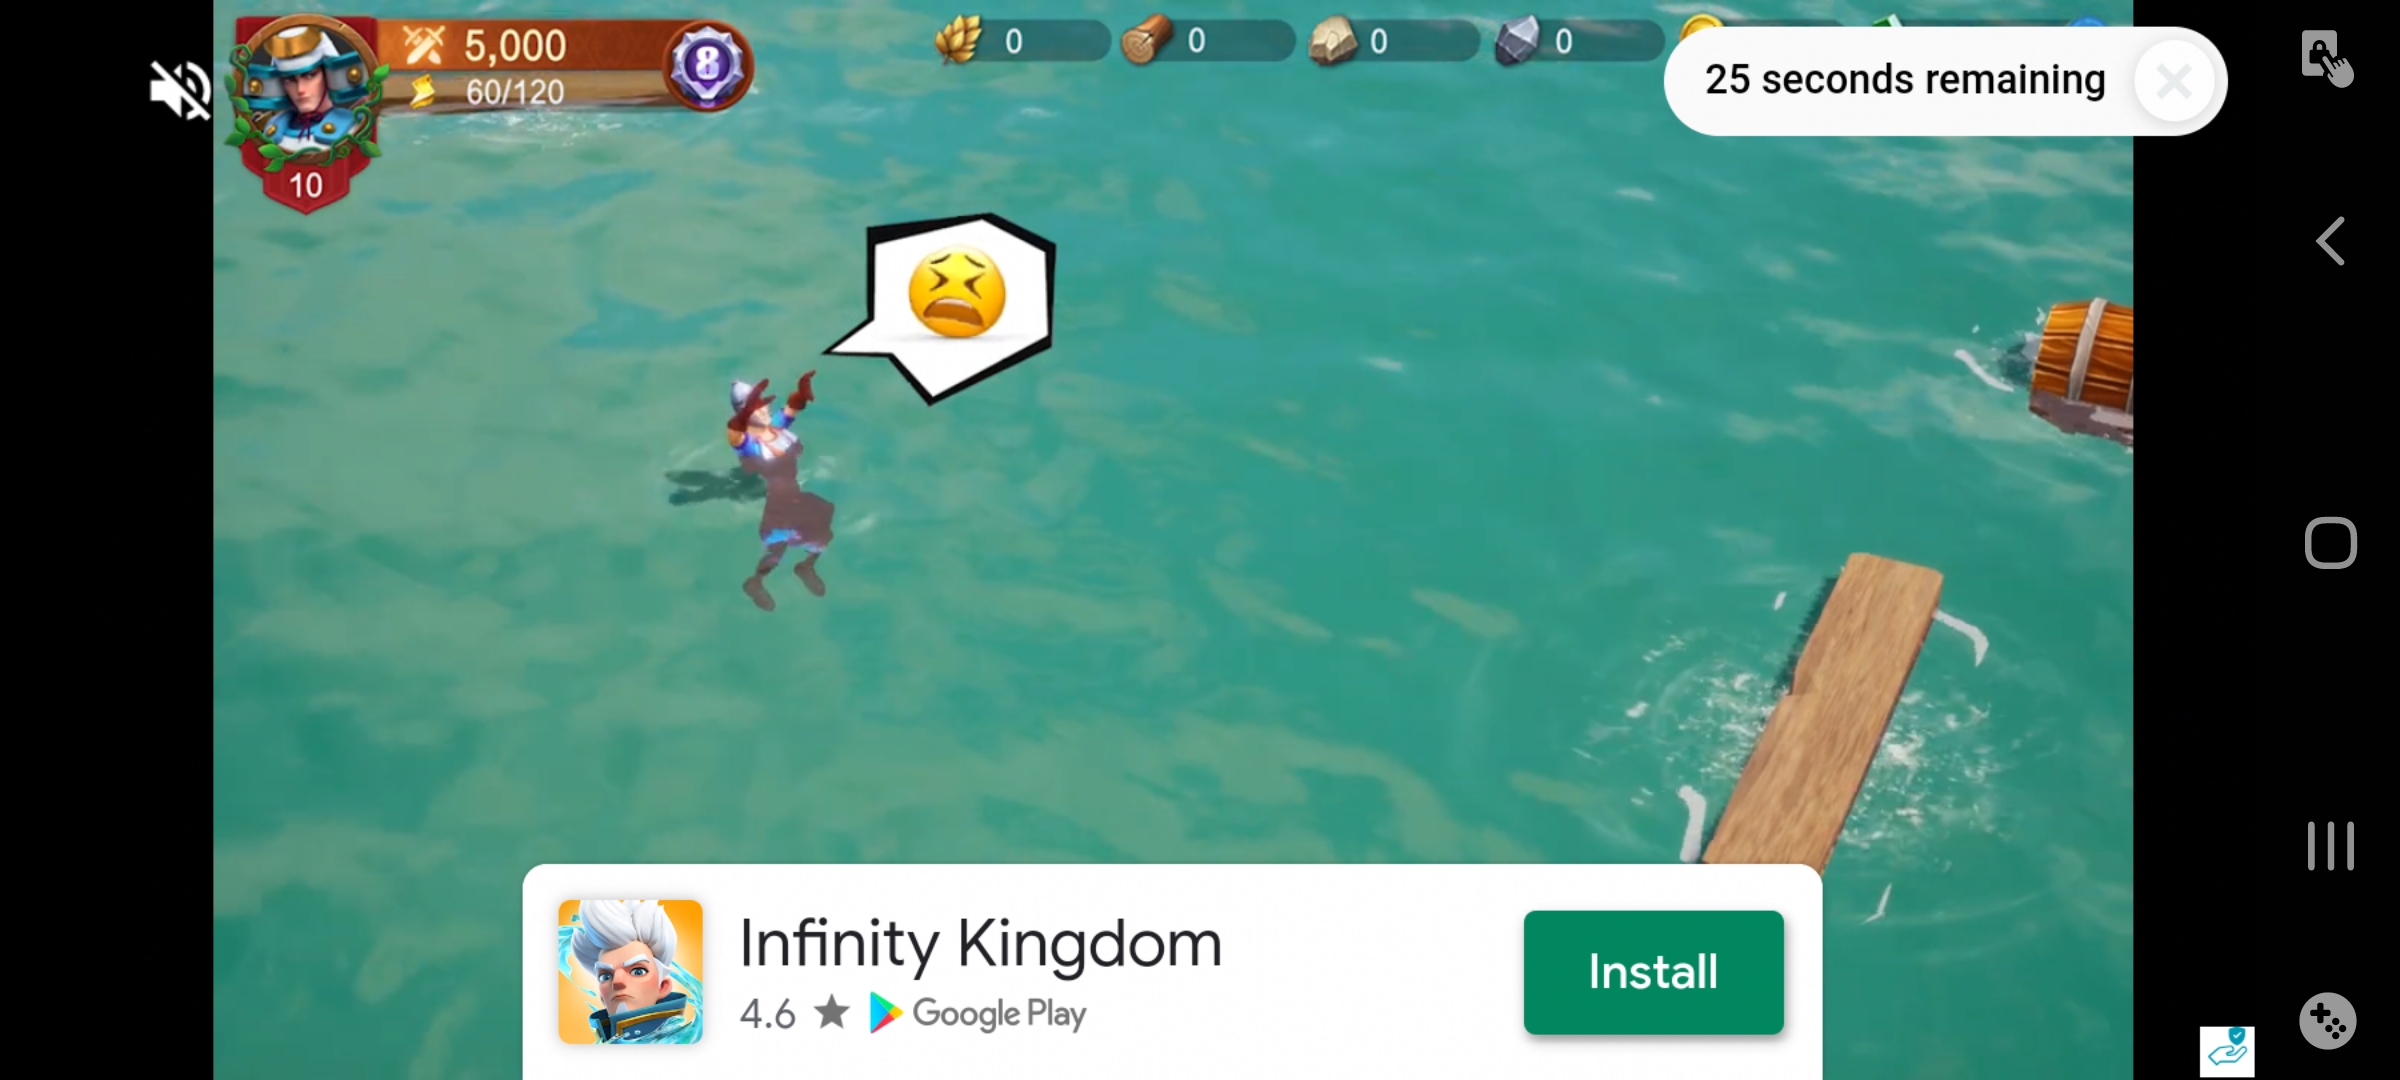 5,000
60/120
8
10
0
0
0
0
25 seconds remaining
Infinity Kingdom
4.6 ★ Google Play
Install